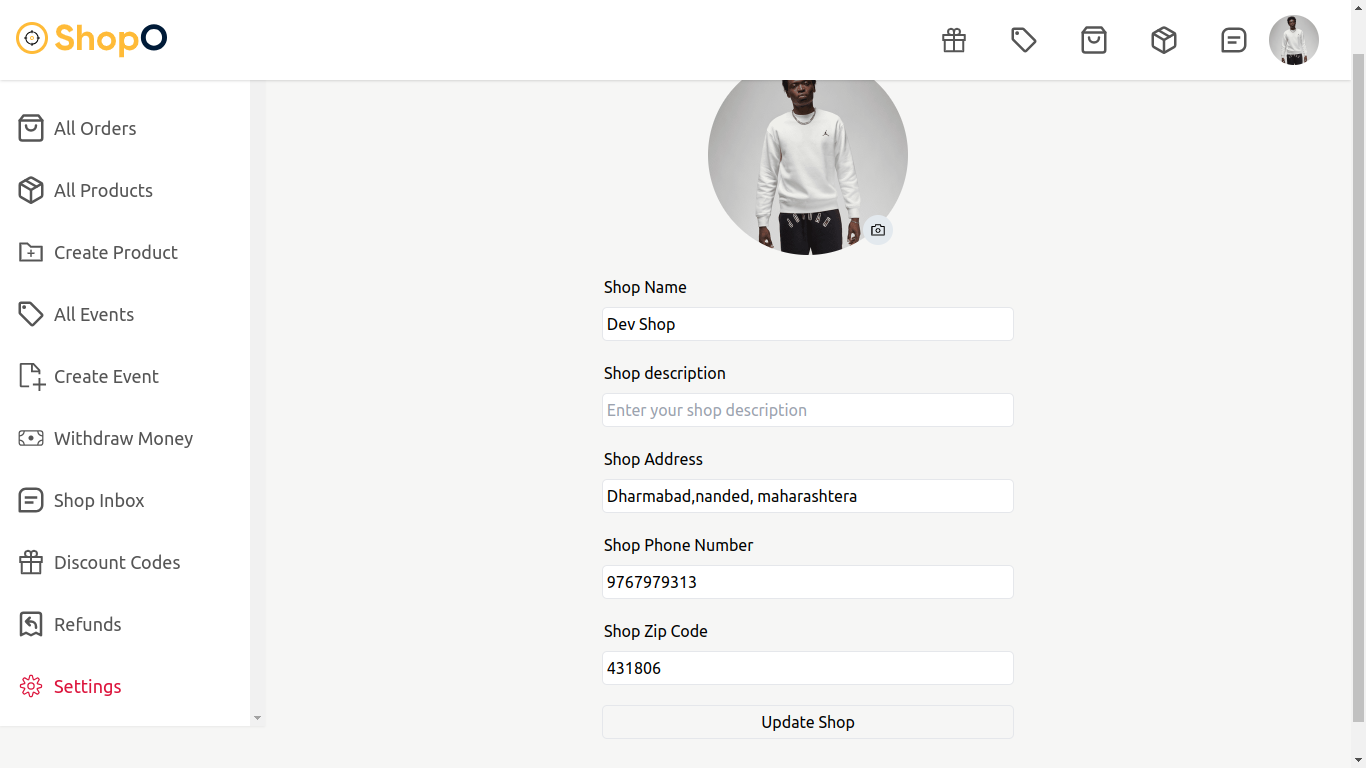 ShopO
All Orders
All Products
Create Product
All Events
Create Event
Withdraw Money
Shop Inbox
Discount Codes
Refunds
Settings
Shop Name
Dev Shop
Shop description
Enter your shop description
Shop Address
Dharmabad,nanded, maharashtera
Shop Phone Number
9767979313
Shop Zip Code
431806
Update Shop